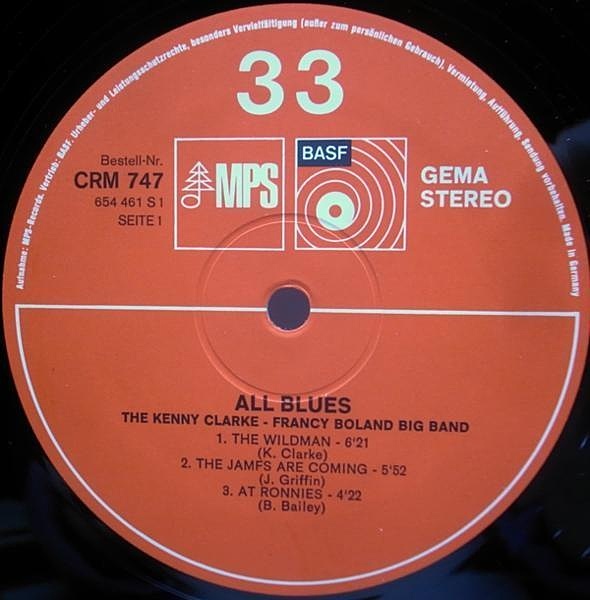 Aufnahme: MPS-Records. Vertrieb: BASF. Urheber- und Leistungsschutzrechte, besonders Vervielfältigung (außer zum persönlichen Gebrauch), Vermietung, Aufführung, Sendung vorbehalten. Made in Germany
33
Bestell-Nr.
CRM 747
654 461 S 1
SEITE 1
MPS
BASF
GEMA
STEREO
ALL BLUES
THE KENNY CLARKE - FRANCY BOLAND BIG BAND
1. THE WILDMAN - 6'21
(K. Clarke)
2. THE JAMFS ARE COMING - 5'52
(J. Griffin)
3. AT RONNIES - 4'22
(B. Bailey)